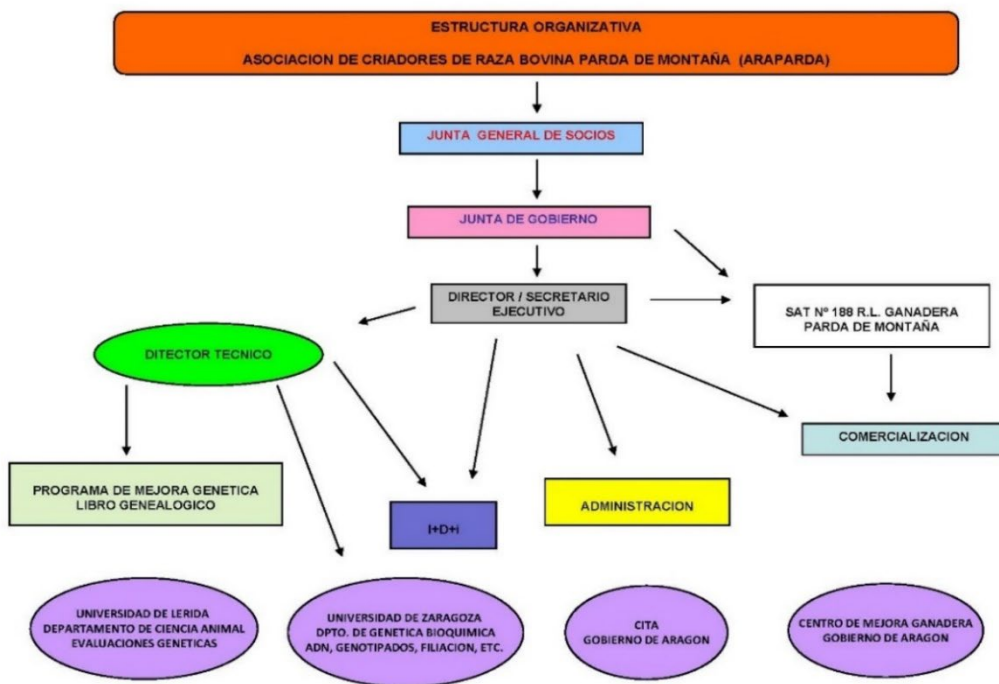 ESTRUCTURA ORGANIZATIVA
ASOCIACION DE CRIADORES DE RAZA BOVINA PARDA DE MONTAÑA (ARAPARDA)
JUNTA GENERAL DE SOCIOS
JUNTA DE GOBIERNO
DIRECTOR / SECRETARIO
EJECUTIVO
SAT Nº 188 R.L. GANADERA
PARDA DE MONTAÑA
DITECTOR TECNICO
COMERCIALIZACION
PROGRAMA DE MEJORA GENETICA
LIBRO GENEALOGICO
I+D+i
ADMINISTRACION
UNIVERSIDAD DE LERIDA
DEPARTAMENTO DE CIENCIA ANIMAL
EVALUACIONES GENETICAS
UNIVERSIDAD DE ZARAGOZA
DPTO. DE GENETICA BIOQUIMICA
ADN, GENOTIPADOS, FILIACION, ETC.
CITA
GOBIERNO DE ARAGON
CENTRO DE MEJORA GANADERA
GOBIERNO DE ARAGON